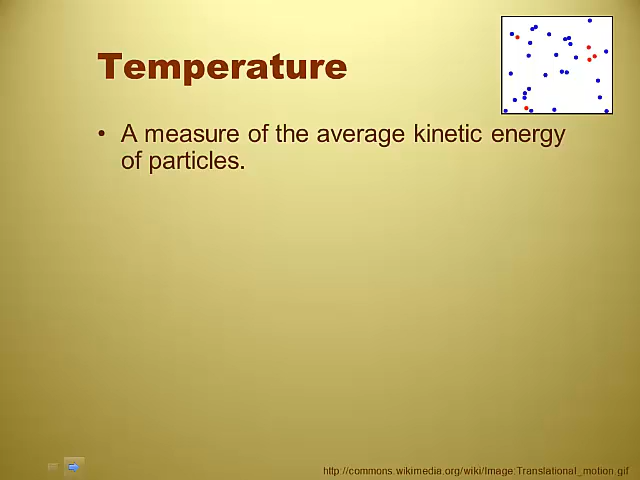 Temperature
• A measure of the average kinetic energy
of particles.
http://commons.wikimedia.org/wiki/Image:Translational_motion.gif